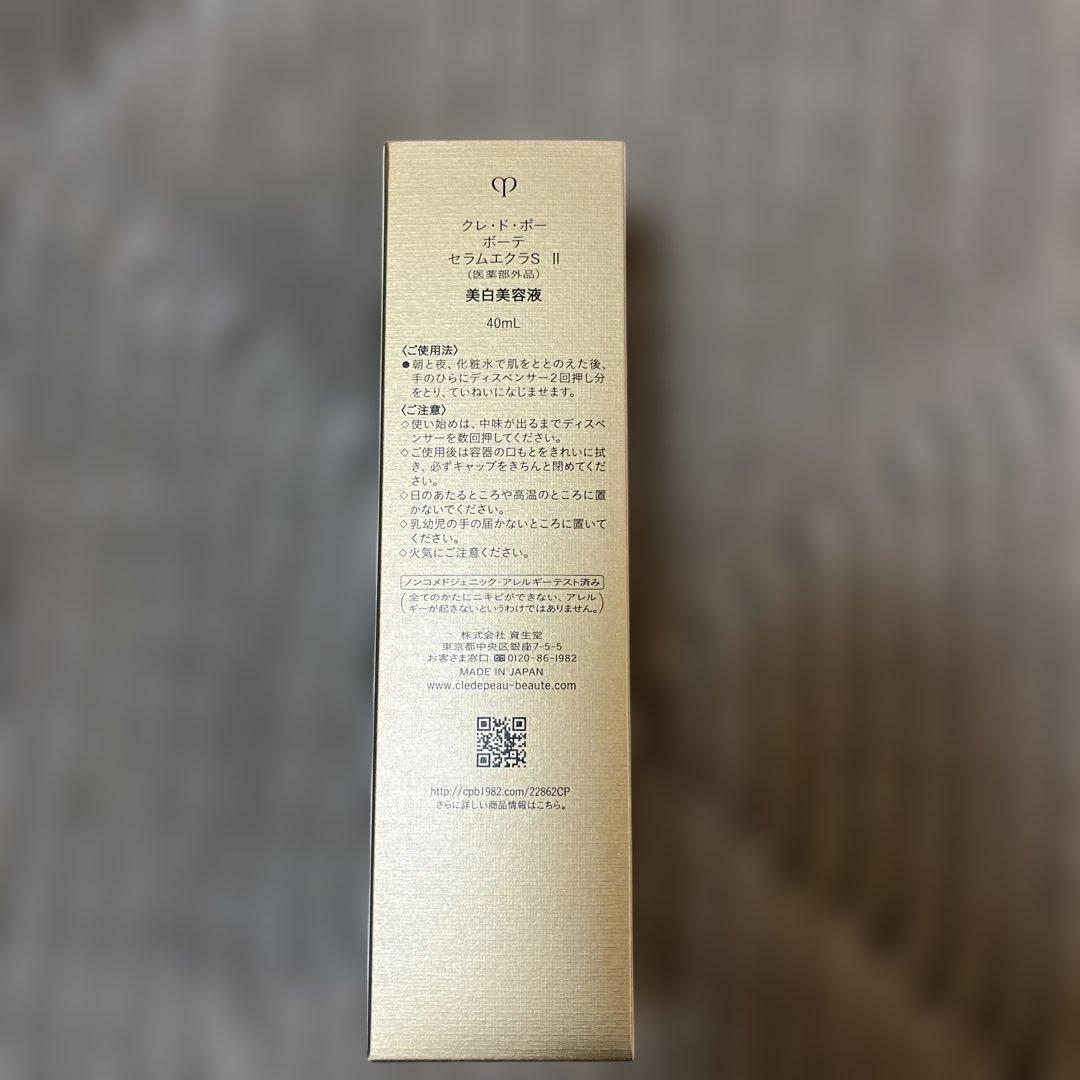 クレ・ド・ポー
ボーテ
セラムエクラS II
(医薬部外品)
美白美容液
40mL
〈ご使用法〉
●朝と夜、化粧水で肌をととのえた後、
手のひらにディスペンサー2回押し分
をとり、ていねいになじませます。
〈ご注意〉
◇使い始めは、中味が出るまでディスペ
ンサーを数回押してください。
◇ご使用後は容器の口もとをきれいに拭
き、必ずキャップをきちんと閉めてくだ
さい。
◇日のあたるところや高温のところに置
かないでください。
◇乳幼児の手の届かないところに置いて
ください。
◇火気にご注意ください。
ノンコメドジェニック・アレルギーテスト済み
(全てのかたにニキビができない、アレル
ギーが起きないというわけではありません。)
株式会社 資生堂
東京都中央区銀座7-5-5
お客さま窓口 0120-86-1982
MADE IN JAPAN
www.cledepeau-beaute.com
http://cpb1982.com/22862CP
さらに詳しい商品情報はこちら。